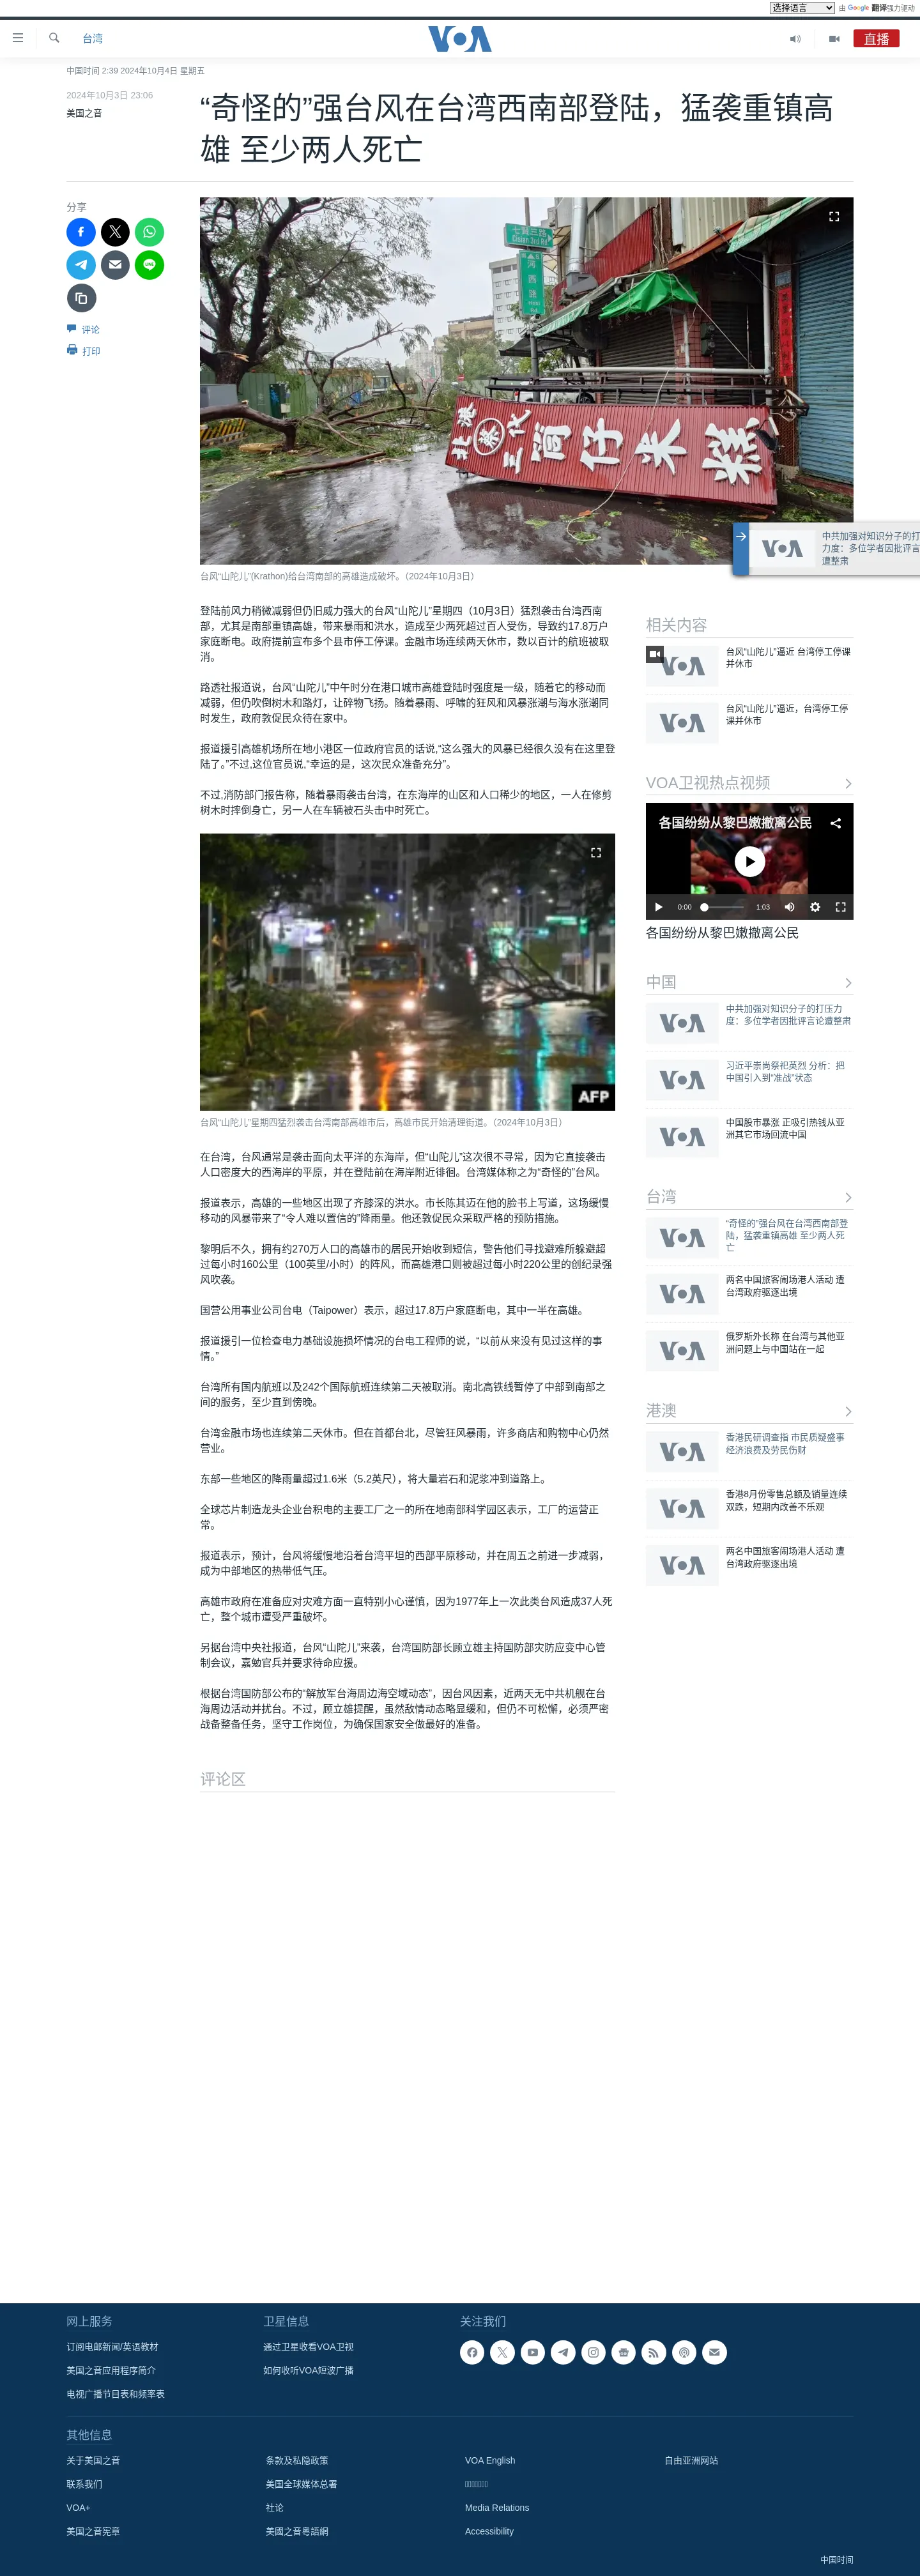 选择语言 由 Google 翻译强力驱动
台湾
VOA
直播
中国时间 2:39 2024年10月4日 星期五
2024年10月3日 23:06
美国之音
“奇怪的”强台风在台湾西南部登陆，猛袭重镇高
雄 至少两人死亡
分享
评论
打印
七賢三路
Cisian 3rd Rd
河
西
路
三洞仔
台风“山陀儿”(Krathon)给台湾南部的高雄造成破坏。（2024年10月3日）
中共加强对知识分子的打
力度：多位学者因批评言
遭整肃
登陆前风力稍微减弱但仍旧威力强大的台风“山陀儿”星期四（10月3日）猛烈袭击台湾西南
部，尤其是南部重镇高雄，带来暴雨和洪水，造成至少两死超过百人受伤，导致约17.8万户
家庭断电。政府提前宣布多个县市停工停课。金融市场连续两天休市，数以百计的航班被取
消。
路透社报道说，台风“山陀儿”中午时分在港口城市高雄登陆时强度是一级，随着它的移动而
减弱，但仍吹倒树木和路灯，让碎物飞扬。随着暴雨、呼啸的狂风和风暴涨潮与海水涨潮同
时发生，政府敦促民众待在家中。
报道援引高雄机场所在地小港区一位政府官员的话说,“这么强大的风暴已经很久没有在这里登
陆了。”不过,这位官员说,“幸运的是，这次民众准备充分”。
不过,消防部门报告称，随着暴雨袭击台湾，在东海岸的山区和人口稀少的地区，一人在修剪
树木时摔倒身亡，另一人在车辆被石头击中时死亡。
AFP
台风“山陀儿”星期四猛烈袭击台湾南部高雄市后，高雄市民开始清理街道。（2024年10月3日）
在台湾，台风通常是袭击面向太平洋的东海岸，但“山陀儿”这次很不寻常，因为它直接袭击
人口密度大的西海岸的平原，并在登陆前在海岸附近徘徊。台湾媒体称之为“奇怪的”台风。
报道表示，高雄的一些地区出现了齐膝深的洪水。市长陈其迈在他的脸书上写道，这场缓慢
移动的风暴带来了“令人难以置信的”降雨量。他还敦促民众采取严格的预防措施。
黎明后不久，拥有约270万人口的高雄市的居民开始收到短信，警告他们寻找避难所躲避超
过每小时160公里（100英里/小时）的阵风，而高雄港口则被超过每小时220公里的创纪录强
风吹袭。
国营公用事业公司台电（Taipower）表示，超过17.8万户家庭断电，其中一半在高雄。
报道援引一位检查电力基础设施损坏情况的台电工程师的说，“以前从来没有见过这样的事
情。”
台湾所有国内航班以及242个国际航班连续第二天被取消。南北高铁线暂停了中部到南部之
间的服务，至少直到傍晚。
台湾金融市场也连续第二天休市。但在首都台北，尽管狂风暴雨，许多商店和购物中心仍然
营业。
东部一些地区的降雨量超过1.6米（5.2英尺），将大量岩石和泥浆冲到道路上。
全球芯片制造龙头企业台积电的主要工厂之一的所在地南部科学园区表示，工厂的运营正
常。
报道表示，预计，台风将缓慢地沿着台湾平坦的西部平原移动，并在周五之前进一步减弱，
成为中部地区的热带低气压。
高雄市政府在准备应对灾难方面一直特别小心谨慎，因为1977年上一次此类台风造成37人死
亡，整个城市遭受严重破坏。
另据台湾中央社报道，台风“山陀儿”来袭，台湾国防部长顾立雄主持国防部灾防应变中心管
制会议，嘉勉官兵并要求待命应援。
根据台湾国防部公布的“解放军台海周边海空域动态”，因台风因素，近两天无中共机舰在台
海周边活动并扰台。不过，顾立雄提醒，虽然敌情动态略显缓和，但仍不可松懈，必须严密
战备整备任务，坚守工作岗位，为确保国家安全做最好的准备。
评论区
相关内容
VOA
台风“山陀儿”逼近 台湾停工停课
并休市
VOA
台风“山陀儿”逼近，台湾停工停
课并休市
VOA卫视热点视频
各国纷纷从黎巴嫩撤离公民
0:00
1:03
各国纷纷从黎巴嫩撤离公民
中国
VOA
中共加强对知识分子的打压力
度：多位学者因批评言论遭整肃
VOA
习近平崇尚祭祀英烈 分析：把
中国引入到“准战”状态
VOA
中国股市暴涨 正吸引热钱从亚
洲其它市场回流中国
台湾
VOA
“奇怪的”强台风在台湾西南部登
陆，猛袭重镇高雄 至少两人死
亡
VOA
两名中国旅客闹场港人活动 遭
台湾政府驱逐出境
VOA
俄罗斯外长称 在台湾与其他亚
洲问题上与中国站在一起
港澳
VOA
香港民研调查指 市民质疑盛事
经济浪费及劳民伤财
VOA
香港8月份零售总额及销量连续
双跌，短期内改善不乐观
VOA
两名中国旅客闹场港人活动 遭
台湾政府驱逐出境
网上服务
订阅电邮新闻/英语教材
美国之音应用程序简介
电视广播节目表和频率表
卫星信息
通过卫星收看VOA卫视
如何收听VOA短波广播
关注我们
其他信息
关于美国之音
联系我们
VOA+
美国之音宪章
条款及私隐政策
美国全球媒体总署
社论
美國之音粵語網
VOA English
Media Relations
Accessibility
自由亚洲网站
中国时间